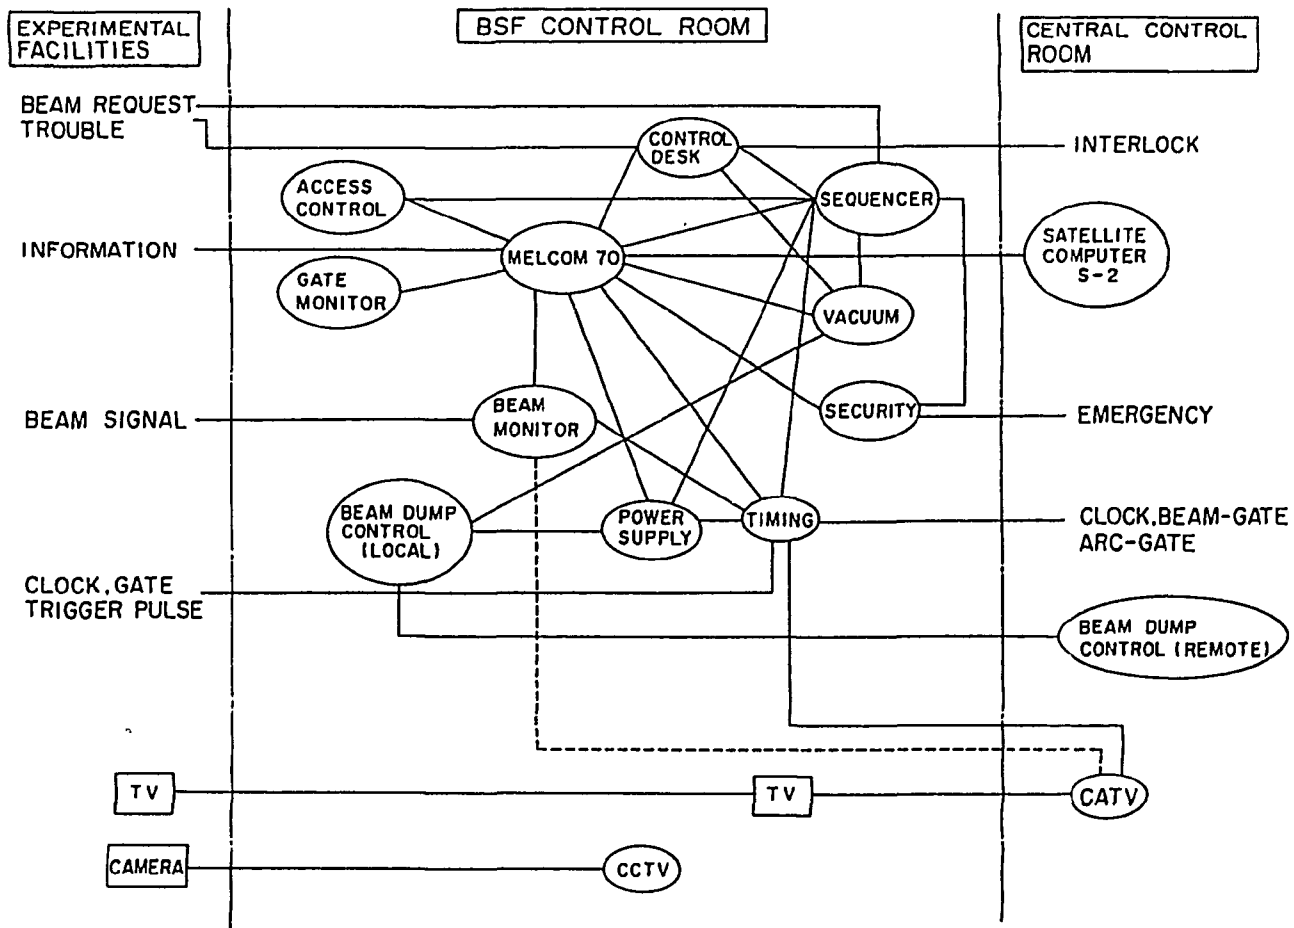 EXPERIMENTAL
FACILITIES
BSF CONTROL ROOM
CENTRAL CONTROL
ROOM
BEAM REQUEST
TROUBLE
CONTROL
DESK
INTERLOCK
ACCESS
CONTROL
SEQUENCER
INFORMATION
MELCOM 70
SATELLITE
COMPUTER
S-2
GATE
MONITOR
VACUUM
BEAM SIGNAL
BEAM
MONITOR
SECURITY
EMERGENCY
BEAM DUMP
CONTROL
(LOCAL)
POWER
SUPPLY
TIMING
CLOCK,BEAM-GATE
ARC-GATE
CLOCK,GATE
TRIGGER PULSE
BEAM DUMP
CONTROL (REMOTE)
TV
TV
CATV
CAMERA
CCTV